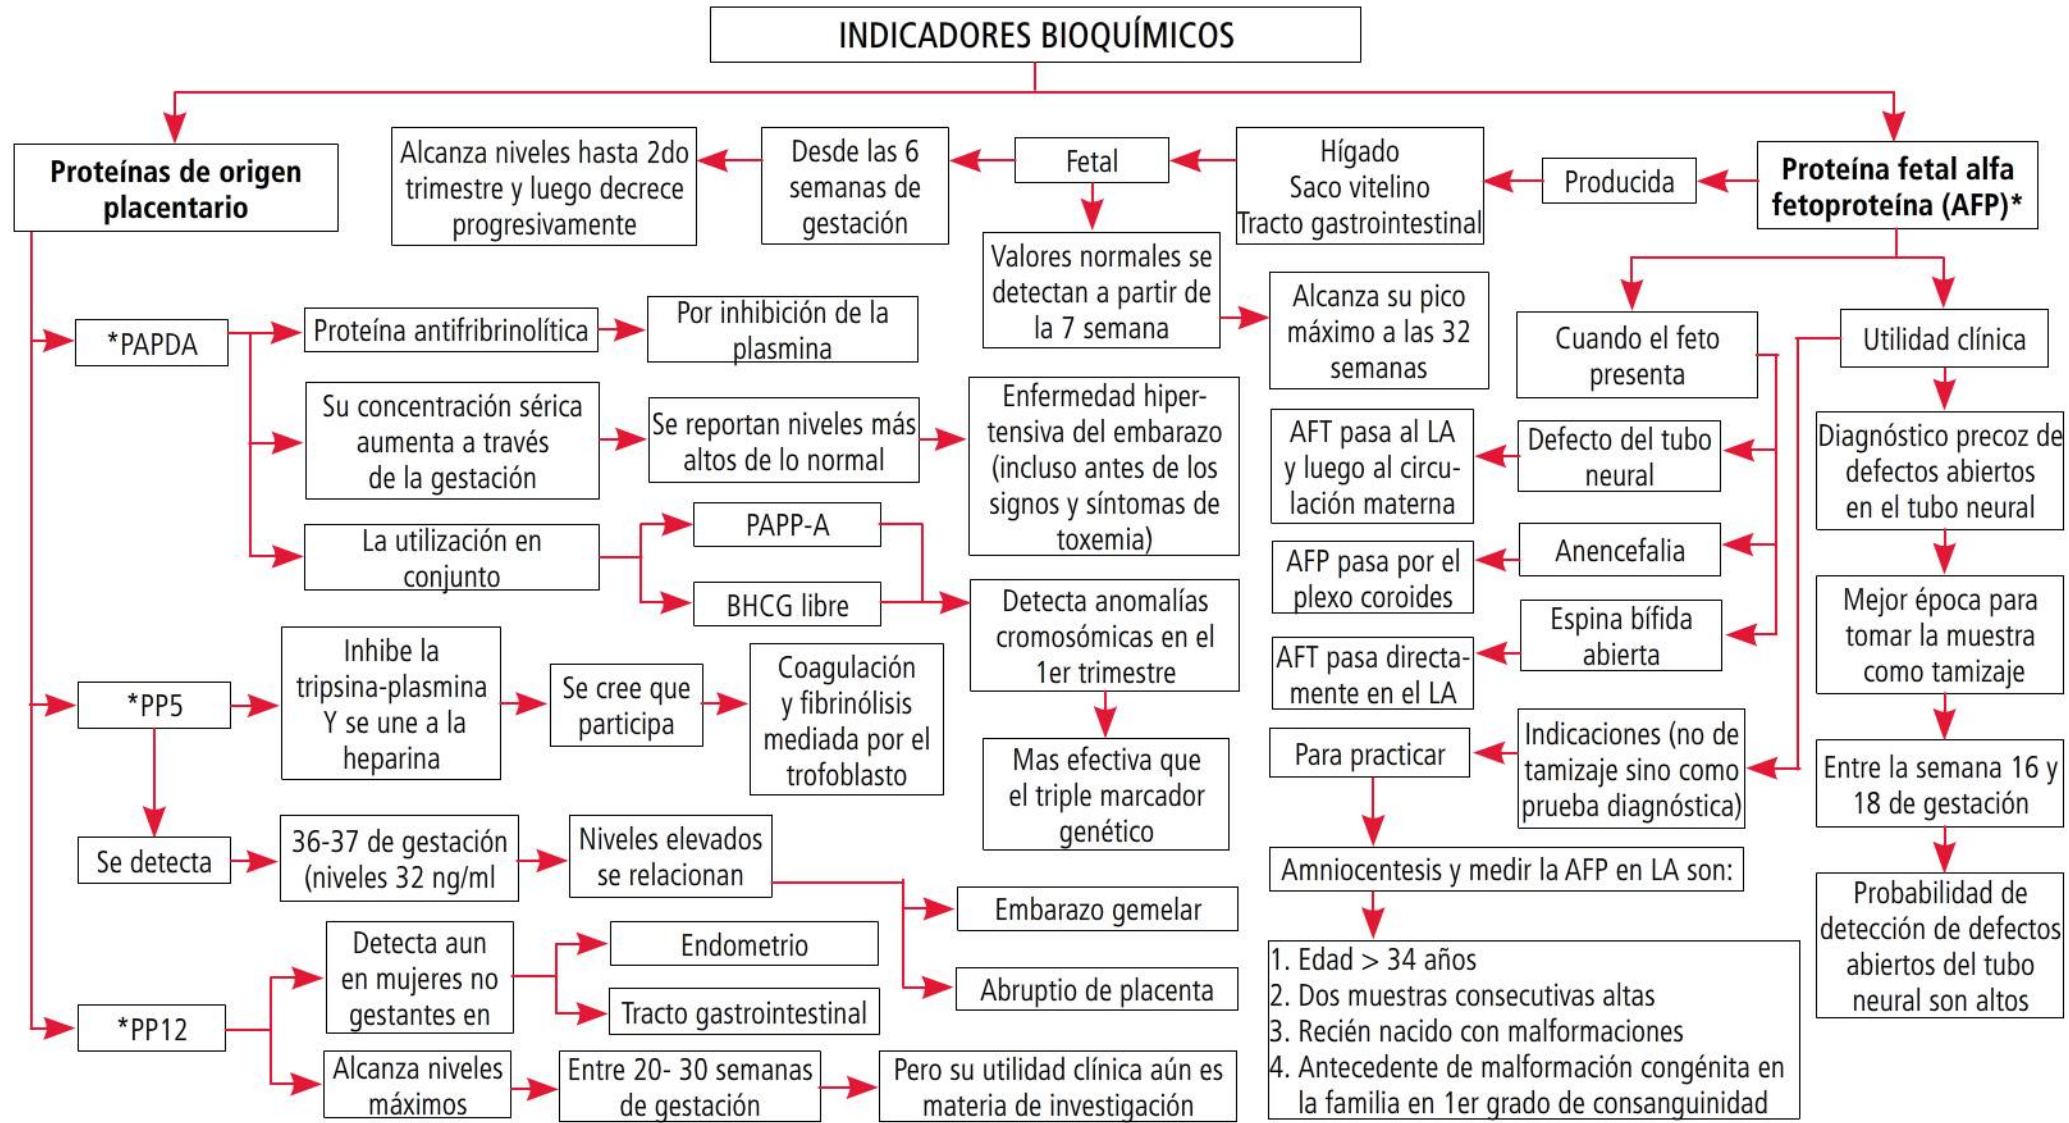 INDICADORES BIOQUÍMICOS
Proteínas de origen
placentario
Alcanza niveles hasta 2do
trimestre y luego decrece
progresivamente
Desde las 6
semanas de
gestación
Fetal
Hígado
Saco vitelino
Tracto gastrointestinal
Producida
Proteína fetal alfa
fetoproteína (AFP)*
Valores normales se
detectan a partir de
la 7 semana
Alcanza su pico
máximo a las 32
semanas
*PAPDA
Proteína antifribrinolítica
Por inhibición de la
plasmina
Su concentración sérica
aumenta a través
de la gestación
Se reportan niveles más
altos de lo normal
Enfermedad hiper-
tensiva del embarazo
(incluso antes de los
signos y síntomas de
toxemia)
La utilización en
conjunto
PAPP-A
BHCG libre
Detecta anomalías
cromosómicas en el
1er trimestre
Mas efectiva que
el triple marcador
genético
*PP5
Inhibe la
tripsina-plasmina
Y se une a la
heparina
Se cree que
participa
Coagulación
y fibrinólisis
mediada por el
trofoblasto
Se detecta
36-37 de gestación
(niveles 32 ng/ml
Niveles elevados
se relacionan
Embarazo gemelar
Abruptio de placenta
*PP12
Detecta aun
en mujeres no
gestantes en
Endometrio
Tracto gastrointestinal
Alcanza niveles
máximos
Entre 20- 30 semanas
de gestación
Pero su utilidad clínica aún es
materia de investigación
Cuando el feto
presenta
Defecto del tubo
neural
AFT pasa al LA
y luego al circu-
lación materna
Anencefalia
AFP pasa por el
plexo coroides
Espina bífida
abierta
AFT pasa directa-
mente en el LA
Utilidad clínica
Diagnóstico precoz de
defectos abiertos
en el tubo neural
Mejor época para
tomar la muestra
como tamizaje
Entre la semana 16 y
18 de gestación
Probabilidad de
detección de defectos
abiertos del tubo
neural son altos
Indicaciones (no de
tamizaje sino como
prueba diagnóstica)
Para practicar
Amniocentesis y medir la AFP en LA son:
1. Edad > 34 años
2. Dos muestras consecutivas altas
3. Recién nacido con malformaciones
4. Antecedente de malformación congénita en
la familia en 1er grado de consanguinidad